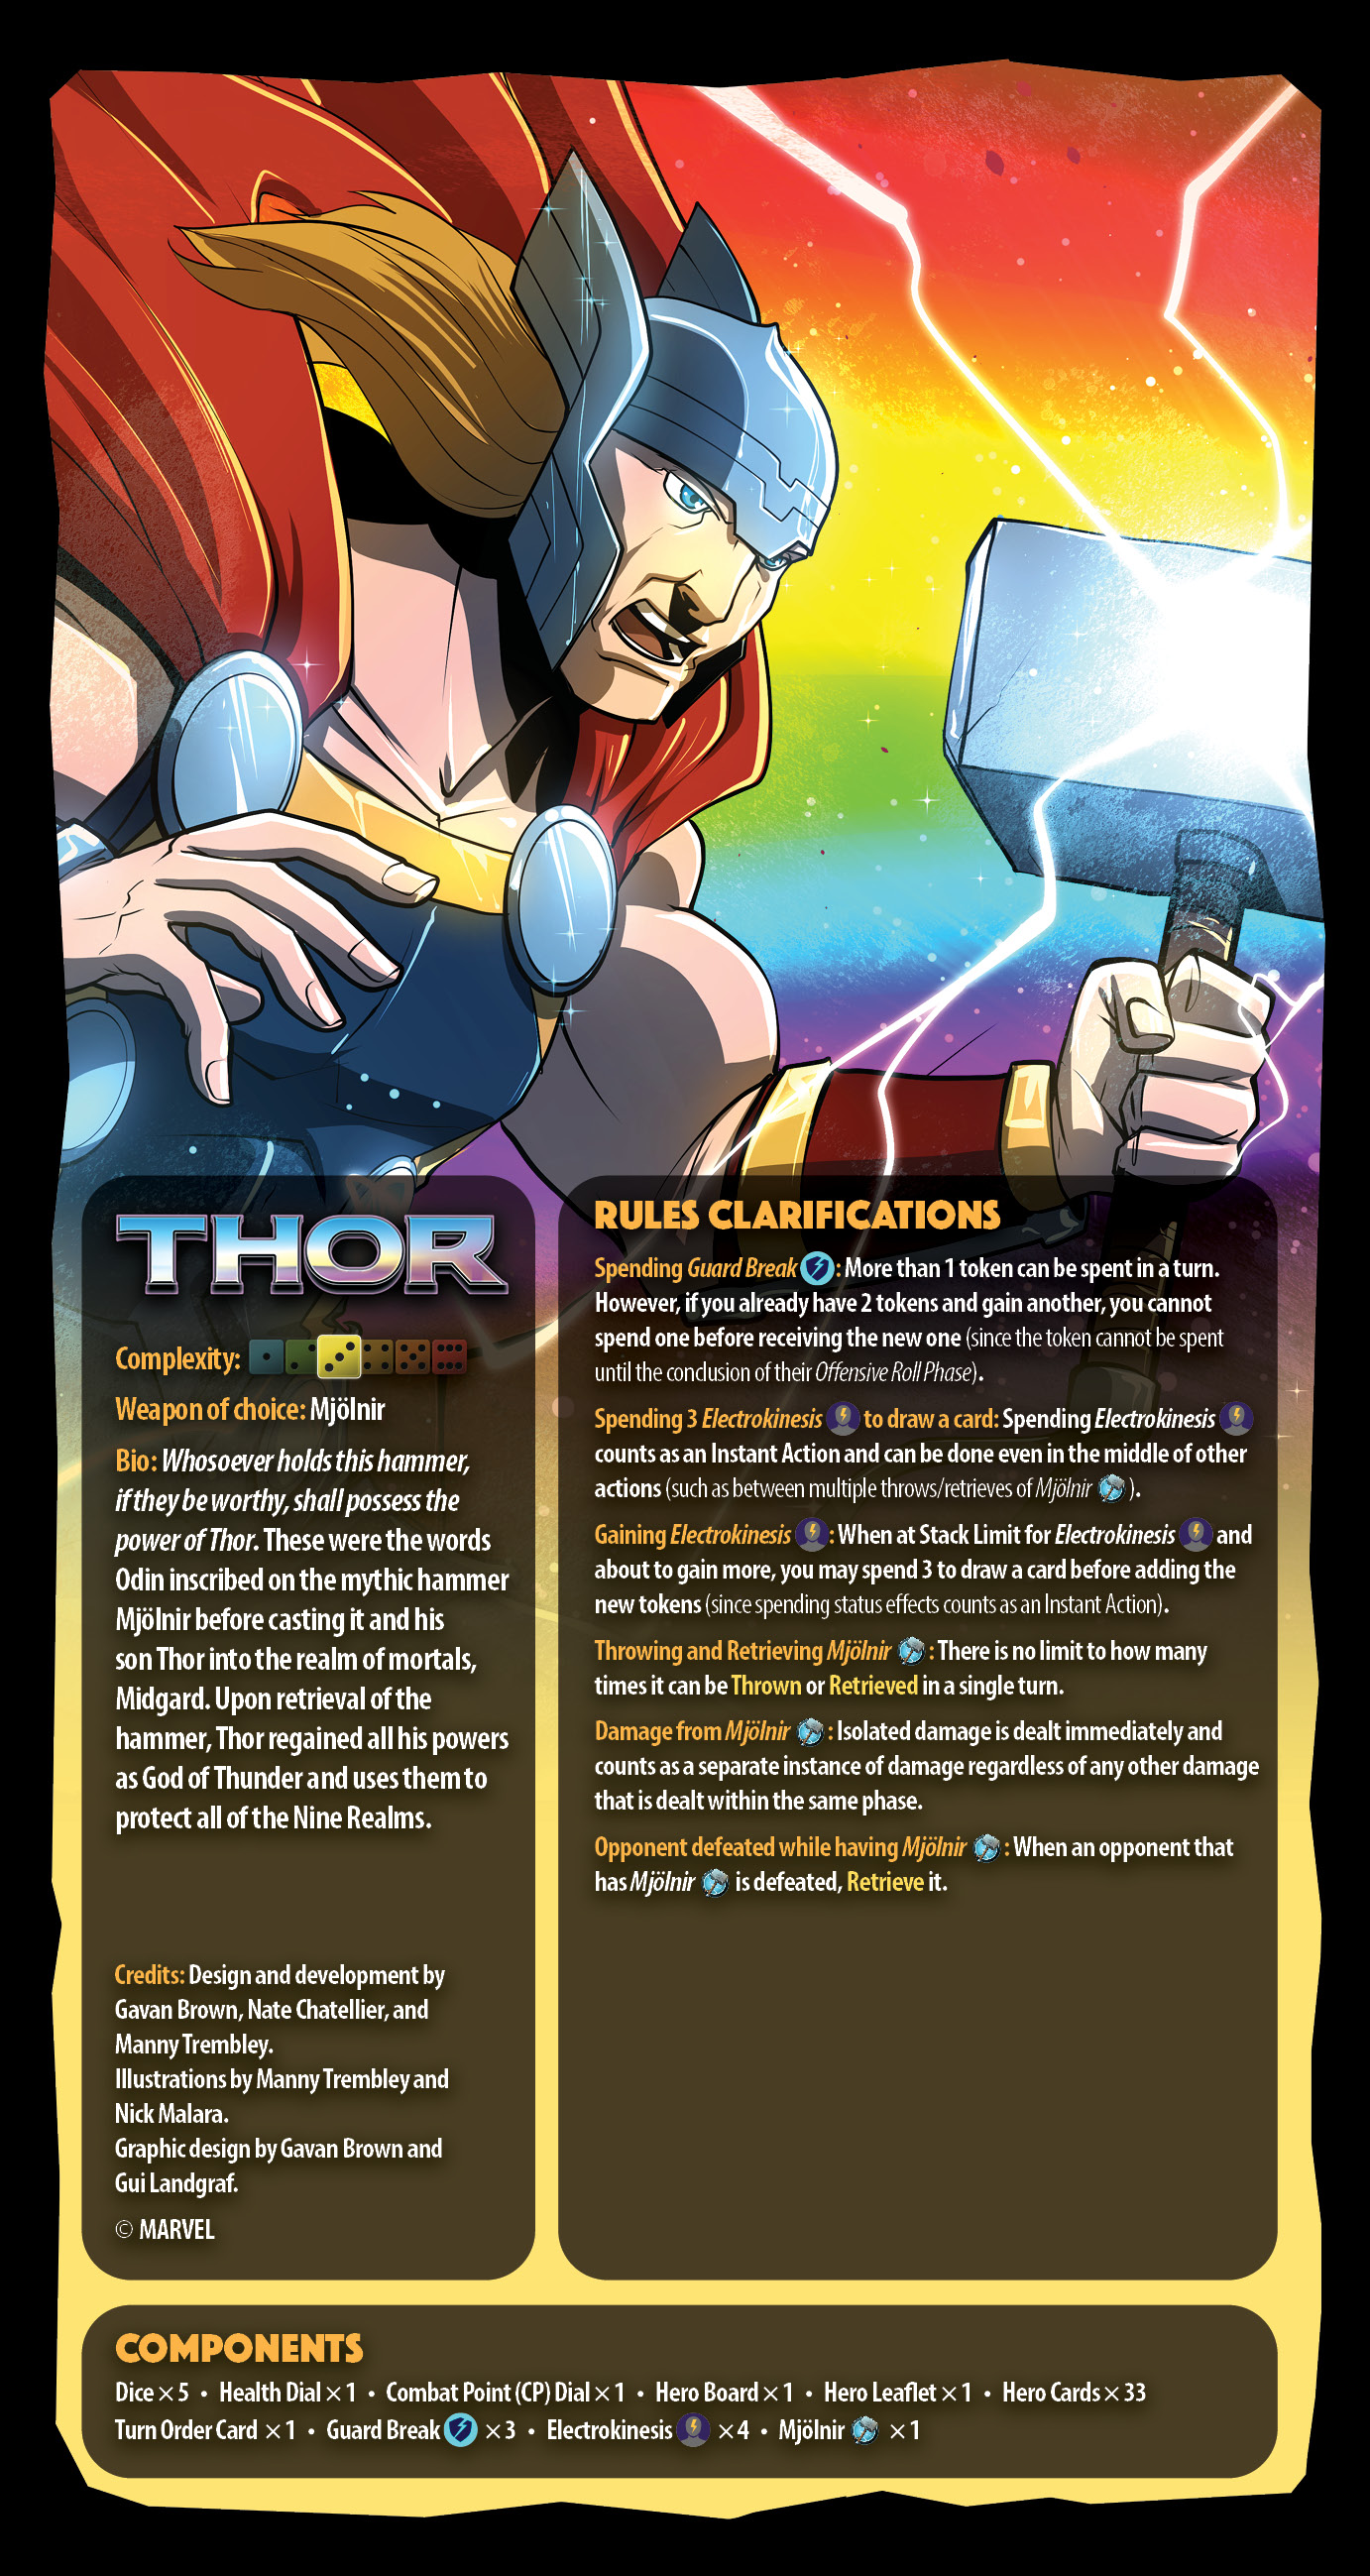 THOR
Complexity:
Weapon of choice: Mjölnir
Bio: Whosoever holds this hammer,
if they be worthy, shall possess the
power of Thor. These were the words
Odin inscribed on the mythic hammer
Mjölnir before casting it and his
son Thor into the realm of mortals,
Midgard. Upon retrieval of the
hammer, Thor regained all his powers
as God of Thunder and uses them to
protect all of the Nine Realms.
Credits: Design and development by
Gavan Brown, Nate Chatellier, and
Manny Trembley.
Illustrations by Manny Trembley and
Nick Malara.
Graphic design by Gavan Brown and
Gui Landgraf.
© MARVEL
RULES CLARIFICATIONS
Spending Guard Break : More than 1 token can be spent in a turn.
However, if you already have 2 tokens and gain another, you cannot
spend one before receiving the new one (since the token cannot be spent
until the conclusion of their Offensive Roll Phase).
Spending 3 Electrokinesis to draw a card: Spending Electrokinesis
counts as an Instant Action and can be done even in the middle of other
actions (such as between multiple throws/retrieves of Mjölnir ).
Gaining Electrokinesis : When at Stack Limit for Electrokinesis and
about to gain more, you may spend 3 to draw a card before adding the
new tokens (since spending status effects counts as an Instant Action).
Throwing and Retrieving Mjölnir : There is no limit to how many
times it can be Thrown or Retrieved in a single turn.
Damage from Mjölnir : Isolated damage is dealt immediately and
counts as a separate instance of damage regardless of any other damage
that is dealt within the same phase.
Opponent defeated while having Mjölnir : When an opponent that
has Mjölnir is defeated, Retrieve it.
COMPONENTS
Dice × 5 • Health Dial × 1 • Combat Point (CP) Dial × 1 • Hero Board × 1 • Hero Leaflet × 1 • Hero Cards × 33
Turn Order Card × 1 • Guard Break × 3 • Electrokinesis × 4 • Mjölnir × 1